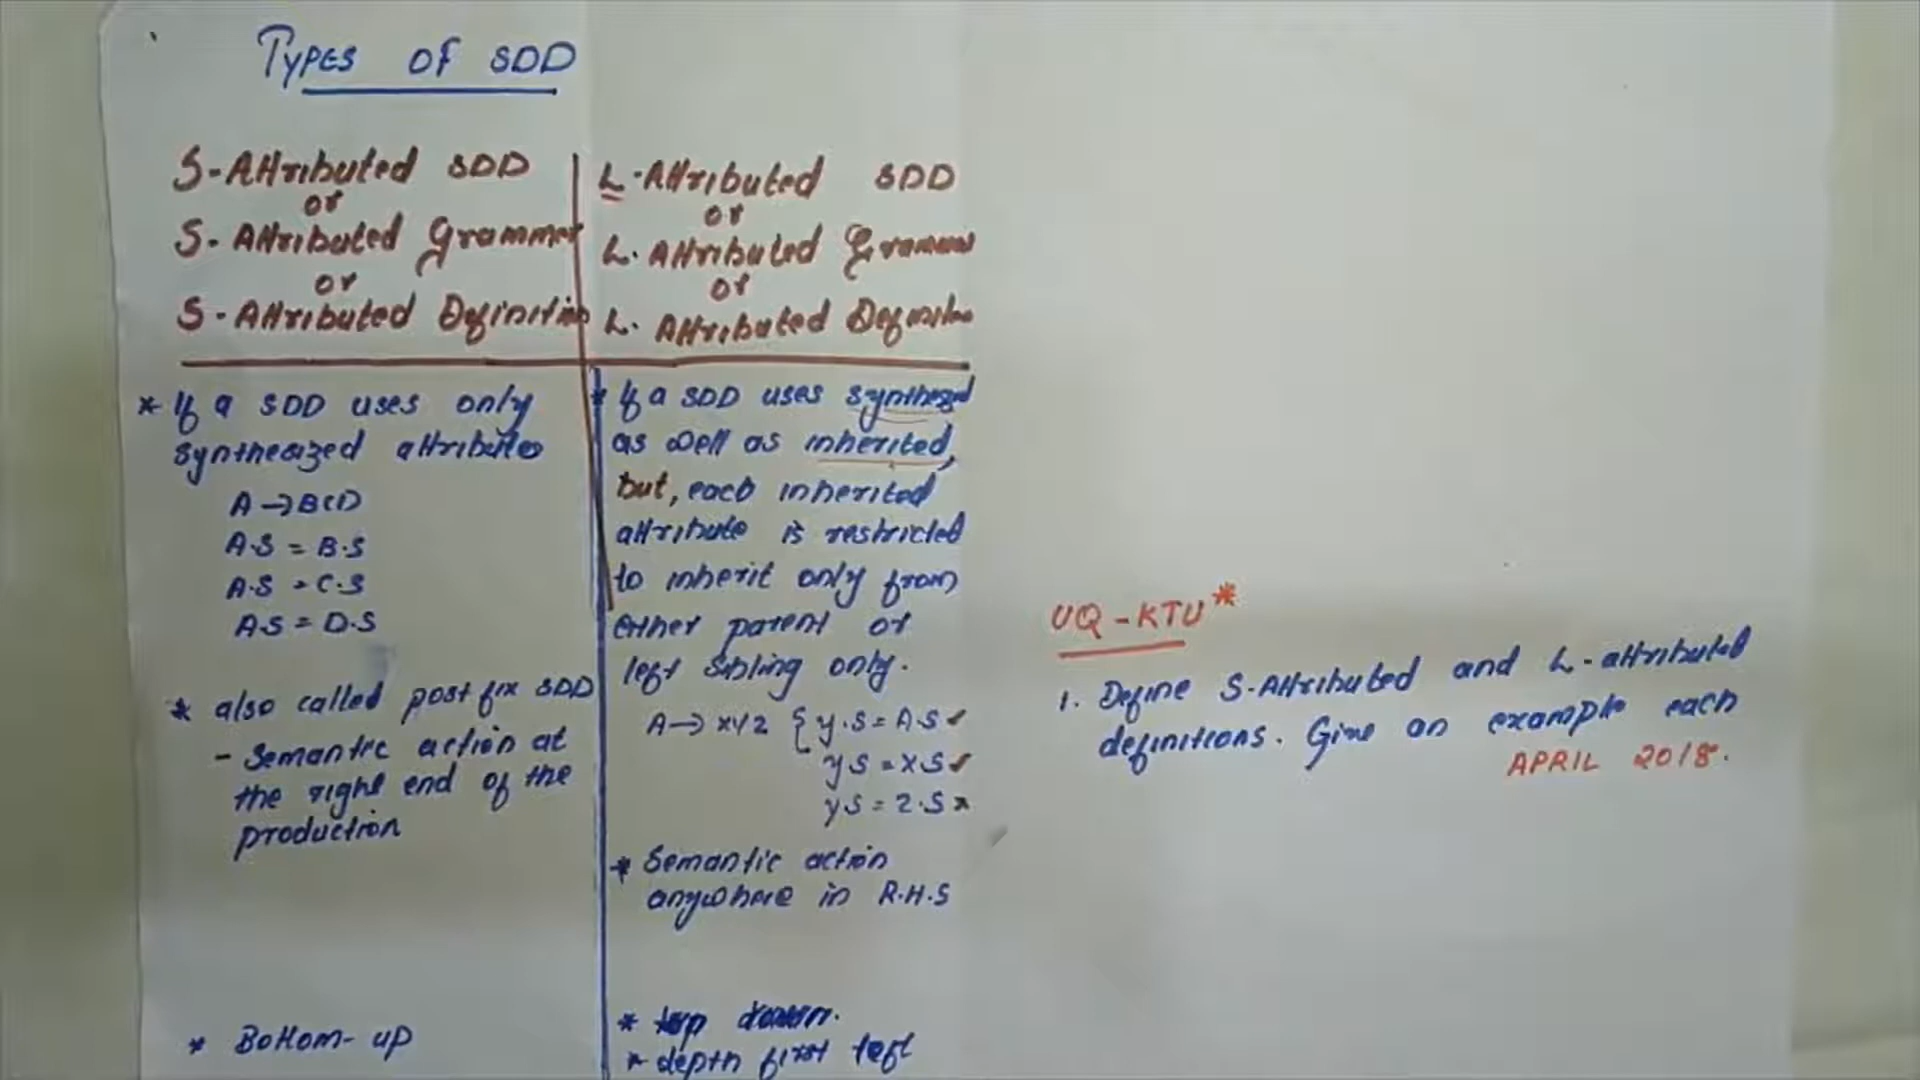 TYPES OF SDD
S-Attributed SDD
or
S-Attributed Grammar
or
S-Attributed Definition
* If a SDD uses only
synthesized attributes
A → BCD
A.S = B.S
A.S = C.S
A.S = D.S
* also called post fix SDD
- Semantic action at
the right end of the
production
* Bottom-up
L-Attributed SDD
or
L-Attributed Grammar
or
L-Attributed Definition
* If a SDD uses synthesized
as well as inherited,
but, each inherited
attribute is restricted
to inherit only from
either parent or
left sibling only.
A → XYZ { Y.S = A.S ✓
Y.S = X.S ✓
Y.S = Z.S x
* Semantic action
anywhere in R.H.S
* top down.
* depth first left
UQ - KTU *
1. Define S-Attributed and L-attributed
definitions. Give an example each
APRIL 2018.